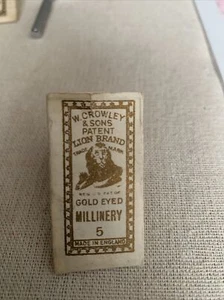 W. CROWLEY
& SONS
PATENT
LION BRAND
TRADE MARK
GOLD EYED
MILLINERY
5
MADE IN ENGLAND